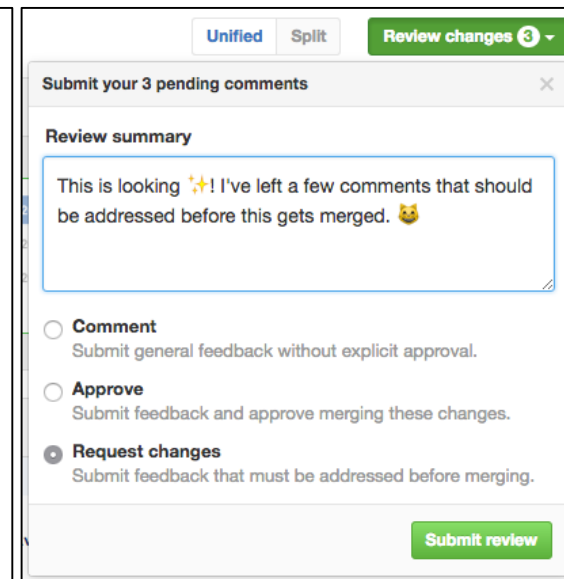 Unified Split Review changes 3
Submit your 3 pending comments
Review summary
This is looking ✨! I've left a few comments that should
be addressed before this gets merged. 😺
Comment
Submit general feedback without explicit approval.
Approve
Submit feedback and approve merging these changes.
Request changes
Submit feedback that must be addressed before merging.
Submit review